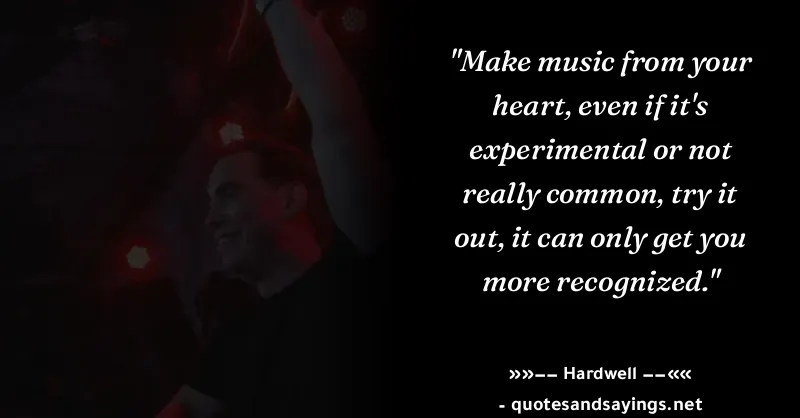 "Make music from your
heart, even if it's
experimental or not
really common, try it
out, it can only get you
more recognized."
»»−− Hardwell −−««
- quotesandsayings.net